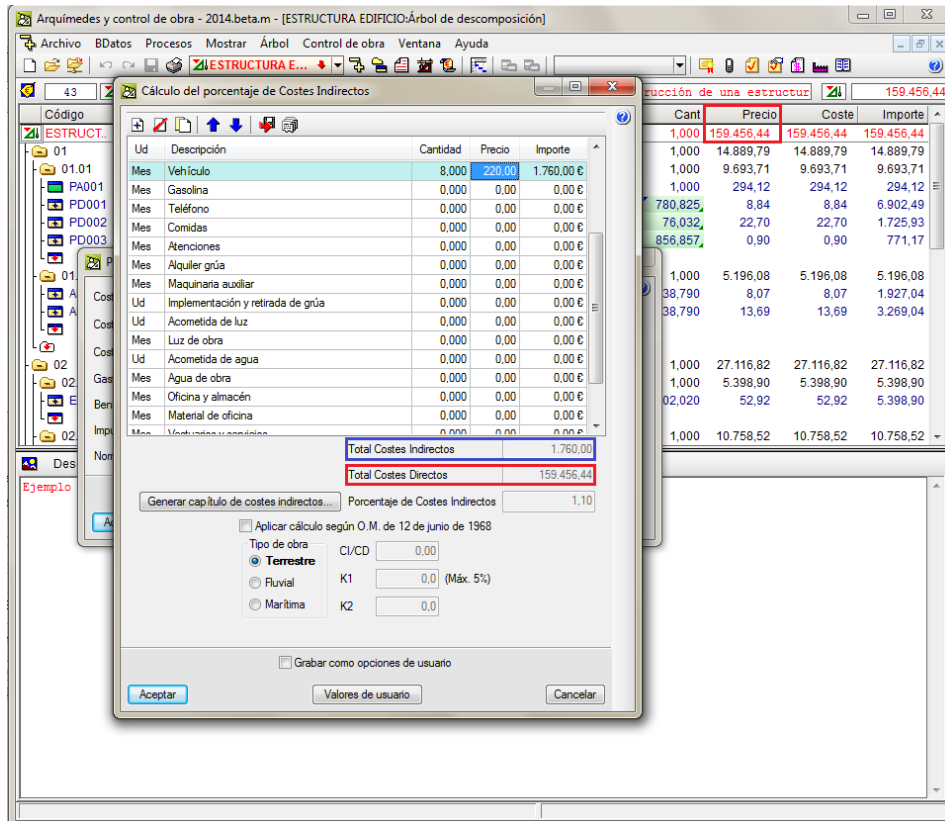 Arquímedes y control de obra - 2014.beta.m - [ESTRUCTURA EDIFICIO:Árbol de descomposición]
Archivo BDatos Procesos Mostrar Árbol Control de obra Ventana Ayuda
ESTRUCTURA E...
43 rucción de una estructur 159.456,44
Cálculo del porcentaje de Costes Indirectos
Código Cant Precio Coste Importe
ESTRUCT.. 1,000 159.456,44 159.456,44 159.456,44
01 1,000 14.889,79 14.889,79 14.889,79
01.01 1,000 9.693,71 9.693,71 9.693,71
PA001 1,000 294,12 294,12 294,12
PD001 780,825 8,84 8,84 6.902,49
PD002 76,032 22,70 22,70 1.725,93
PD003 856,857 0,90 0,90 771,17
01. 1,000 5.196,08 5.196,08 5.196,08
A 38,790 8,07 8,07 1.927,04
A 38,790 13,69 13,69 3.269,04
02 1,000 27.116,82 27.116,82 27.116,82
02. 1,000 5.398,90 5.398,90 5.398,90
E 02,020 52,92 52,92 5.398,90
02. 1,000 10.758,52 10.758,52 10.758,52
P
Cost
Cost
Cost
Gas
Ben
Impu
Nom
A
Des
Ejemplo
Ud Descripción Cantidad Precio Importe
Mes Vehículo 8,000 220,00 1.760,00 €
Mes Gasolina 0,000 0,00 0,00 €
Mes Teléfono 0,000 0,00 0,00 €
Mes Comidas 0,000 0,00 0,00 €
Mes Atenciones 0,000 0,00 0,00 €
Mes Alquiler grúa 0,000 0,00 0,00 €
Mes Maquinaria auxiliar 0,000 0,00 0,00 €
Ud Implementación y retirada de grúa 0,000 0,00 0,00 €
Ud Acometida de luz 0,000 0,00 0,00 €
Mes Luz de obra 0,000 0,00 0,00 €
Ud Acometida de agua 0,000 0,00 0,00 €
Mes Agua de obra 0,000 0,00 0,00 €
Mes Oficina y almacén 0,000 0,00 0,00 €
Mes Material de oficina 0,000 0,00 0,00 €
Mes Vestuarios y servicios 0,000 0,00 0,00 €
Total Costes Indirectos 1.760,00
Total Costes Directos 159.456,44
Generar capítulo de costes indirectos... Porcentaje de Costes Indirectos 1,10
Aplicar cálculo según O.M. de 12 de junio de 1968
Tipo de obra
Terrestre CI/CD 0,00
Fluvial K1 0,0 (Máx. 5%)
Marítima K2 0,0
Grabar como opciones de usuario
Aceptar Valores de usuario Cancelar